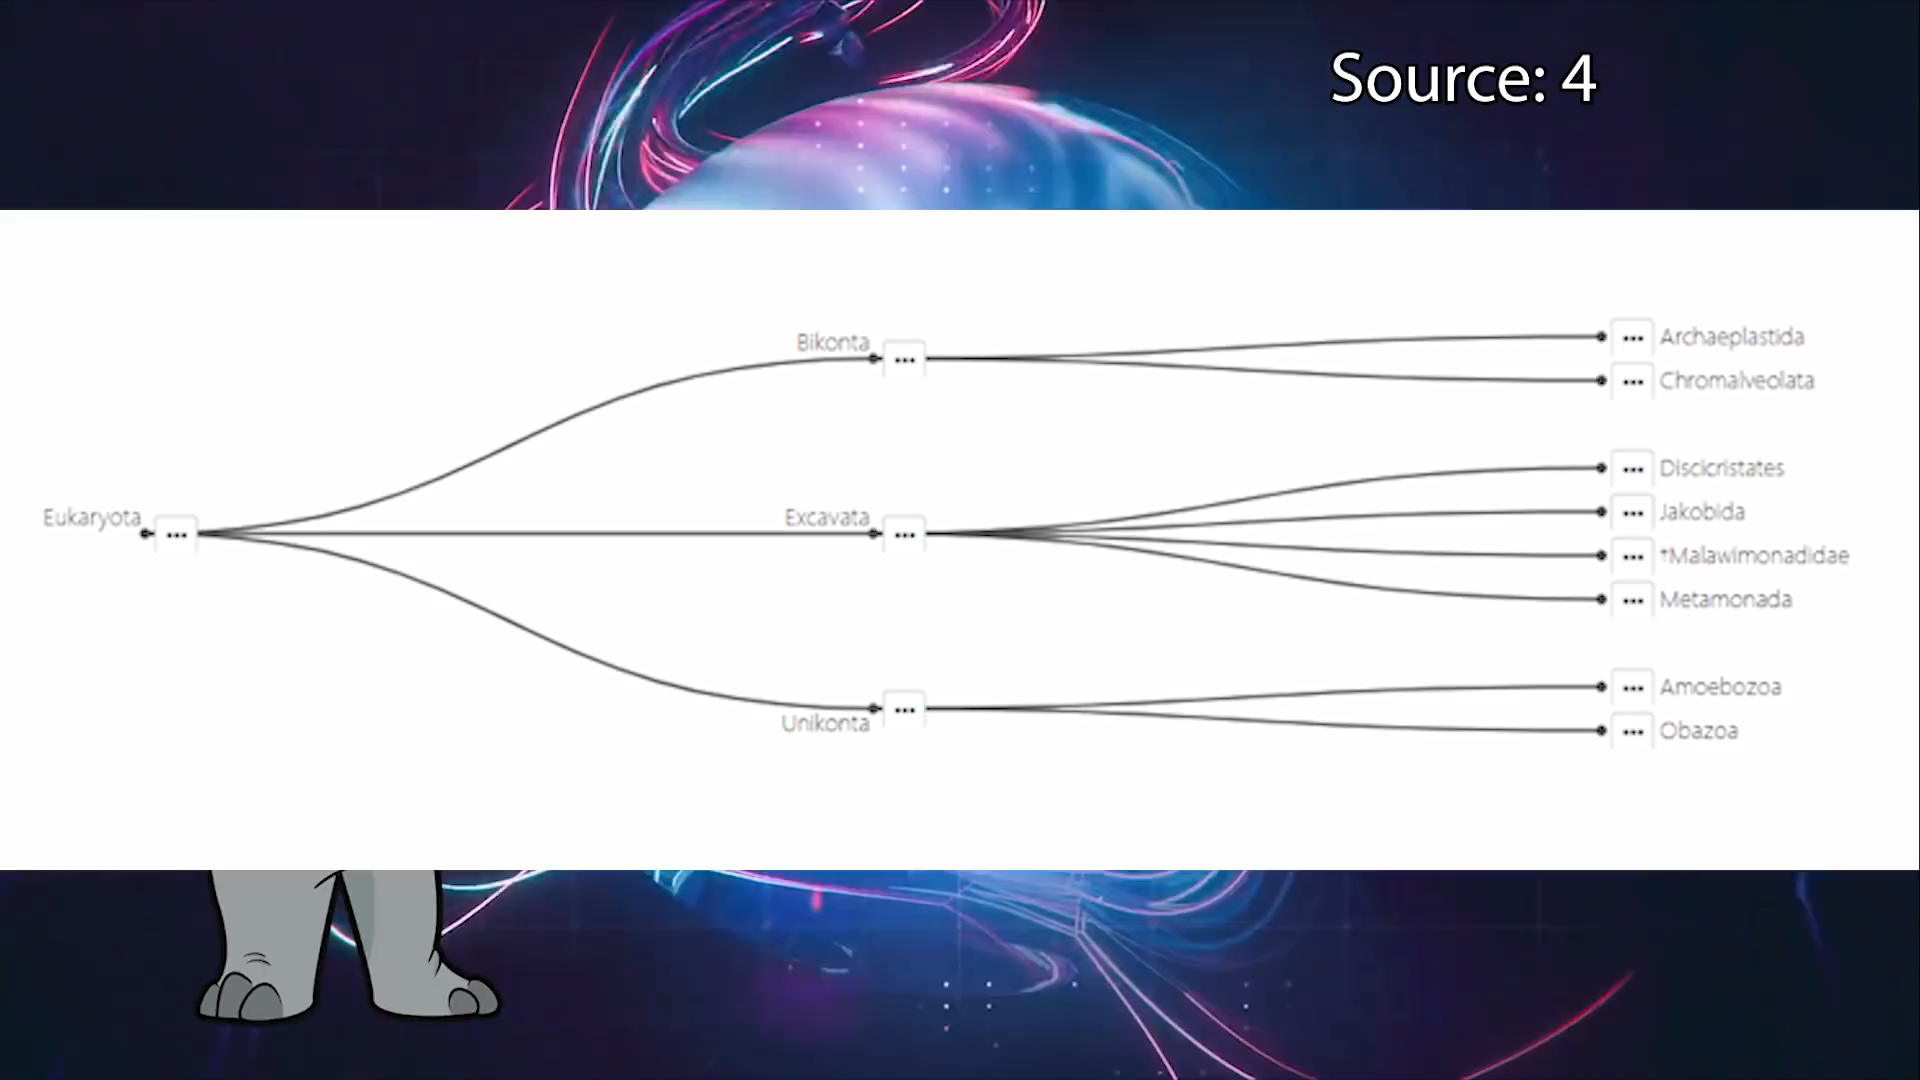 Source: 4
Bikonta
Archaeplastida
Chromalveolata
Discicristates
Eukaryota
Excavata
Jakobida
†Malawimonadidae
Metamonada
Unikonta
Amoebozoa
Obazoa